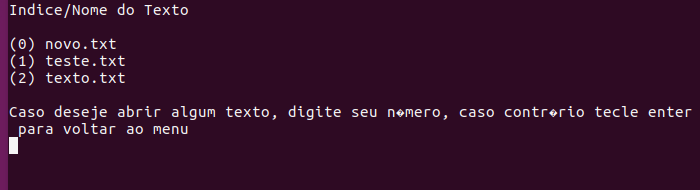 Indice/Nome do Texto
(0) novo.txt
(1) teste.txt
(2) texto.txt
Caso deseje abrir algum texto, digite seu n�mero, caso contr�rio tecle enter
para voltar ao menu